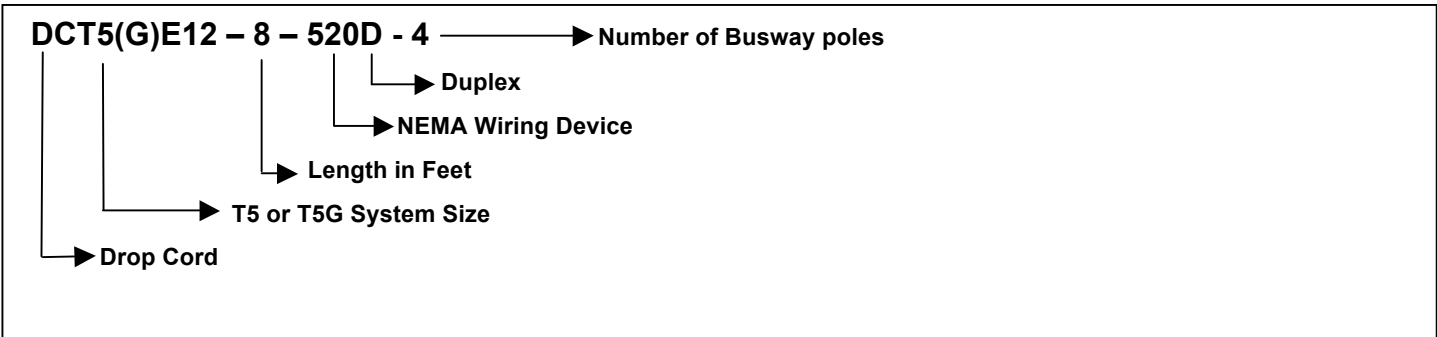 DCT5(G)E12 – 8 – 520D - 4
Number of Busway poles
Duplex
NEMA Wiring Device
Length in Feet
T5 or T5G System Size
Drop Cord